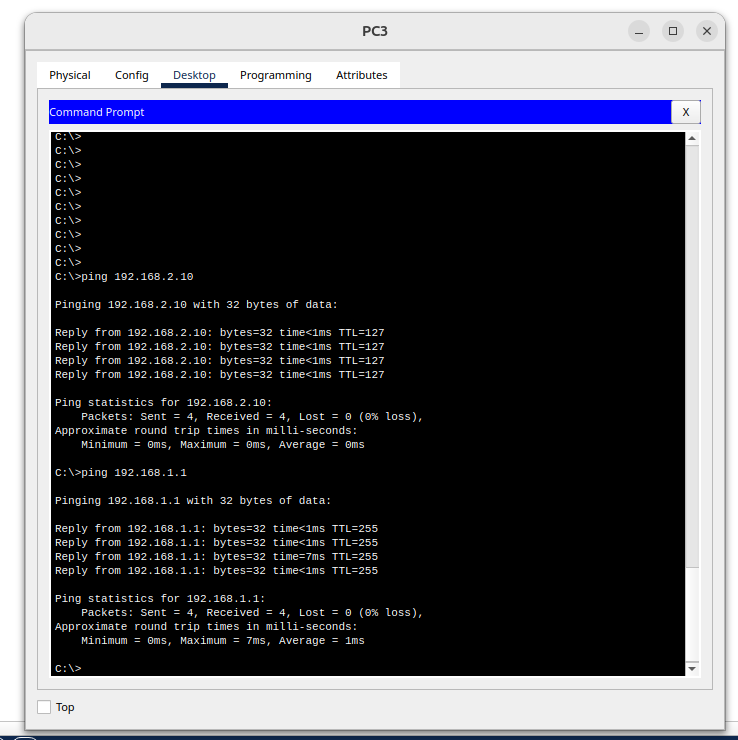 PC3
Physical Config Desktop Programming Attributes
Command Prompt X
C:\>
C:\>
C:\>
C:\>
C:\>
C:\>
C:\>
C:\>
C:\>
C:\>
C:\>ping 192.168.2.10
Pinging 192.168.2.10 with 32 bytes of data:
Reply from 192.168.2.10: bytes=32 time<1ms TTL=127
Reply from 192.168.2.10: bytes=32 time<1ms TTL=127
Reply from 192.168.2.10: bytes=32 time<1ms TTL=127
Reply from 192.168.2.10: bytes=32 time<1ms TTL=127
Ping statistics for 192.168.2.10:
Packets: Sent = 4, Received = 4, Lost = 0 (0% loss),
Approximate round trip times in milli-seconds:
Minimum = 0ms, Maximum = 0ms, Average = 0ms
C:\>ping 192.168.1.1
Pinging 192.168.1.1 with 32 bytes of data:
Reply from 192.168.1.1: bytes=32 time<1ms TTL=255
Reply from 192.168.1.1: bytes=32 time<1ms TTL=255
Reply from 192.168.1.1: bytes=32 time=7ms TTL=255
Reply from 192.168.1.1: bytes=32 time<1ms TTL=255
Ping statistics for 192.168.1.1:
Packets: Sent = 4, Received = 4, Lost = 0 (0% loss),
Approximate round trip times in milli-seconds:
Minimum = 0ms, Maximum = 7ms, Average = 1ms
C:\>
Top